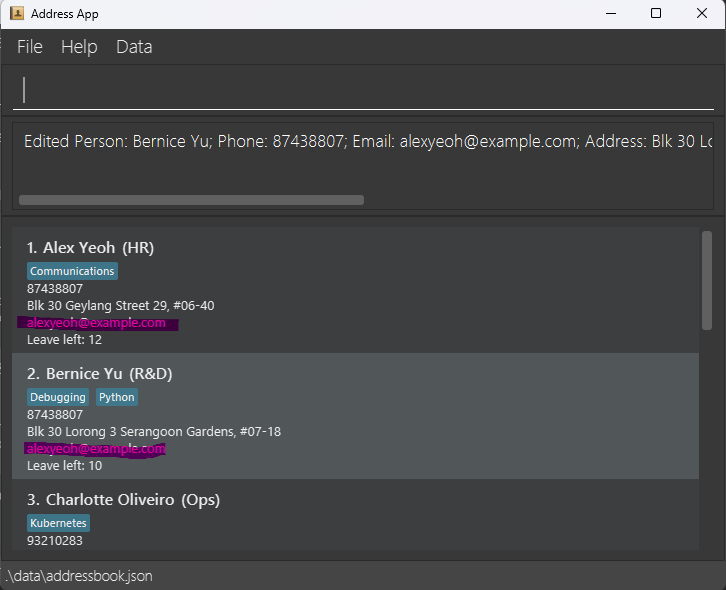 Address App
File Help Data
Edited Person: Bernice Yu; Phone: 87438807; Email: alexyeoh@example.com; Address: Blk 30
1. Alex Yeoh (HR)
Communications
87438807
Blk 30 Geylang Street 29, #06-40
alexyeoh@example.com
Leave left: 12
2. Bernice Yu (R&D)
Debugging Python
87438807
Blk 30 Lorong 3 Serangoon Gardens, #07-18
alexyeoh@example.com
Leave left: 10
3. Charlotte Oliveiro (Ops)
Kubernetes
93210283
.\data\addressbook.json